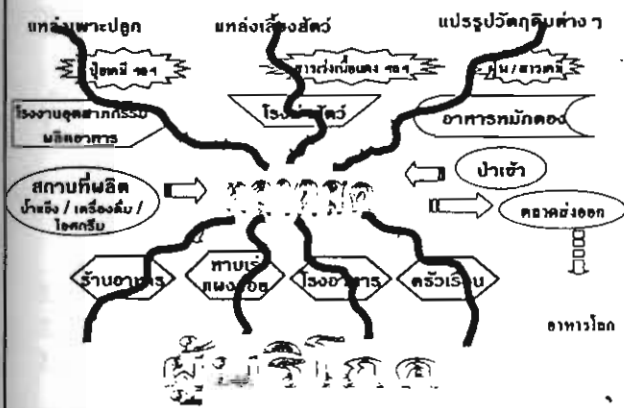 แหล่งเพาะปลูก
แหล่งเลี้ยงสัตว์
แปรรูปวัตถุดิบต่าง ๆ
ปุ๋ยเคมี ฯลฯ
สารเร่งเนื้อแดง ฯลฯ
โรงงานอุตสาหกรรม
ผลิตอาหาร
โรงฆ่าสัตว์
อาหารหมักดอง
สถานที่ผลิต
น้ำแข็ง / เครื่องดื่ม /
ไอศกรีม
นำเข้า
ตลาดส่งออก
ร้านอาหาร
หาบเร่
แผงลอย
โรงอาหาร
ครัวเรือน
อาหารโลก